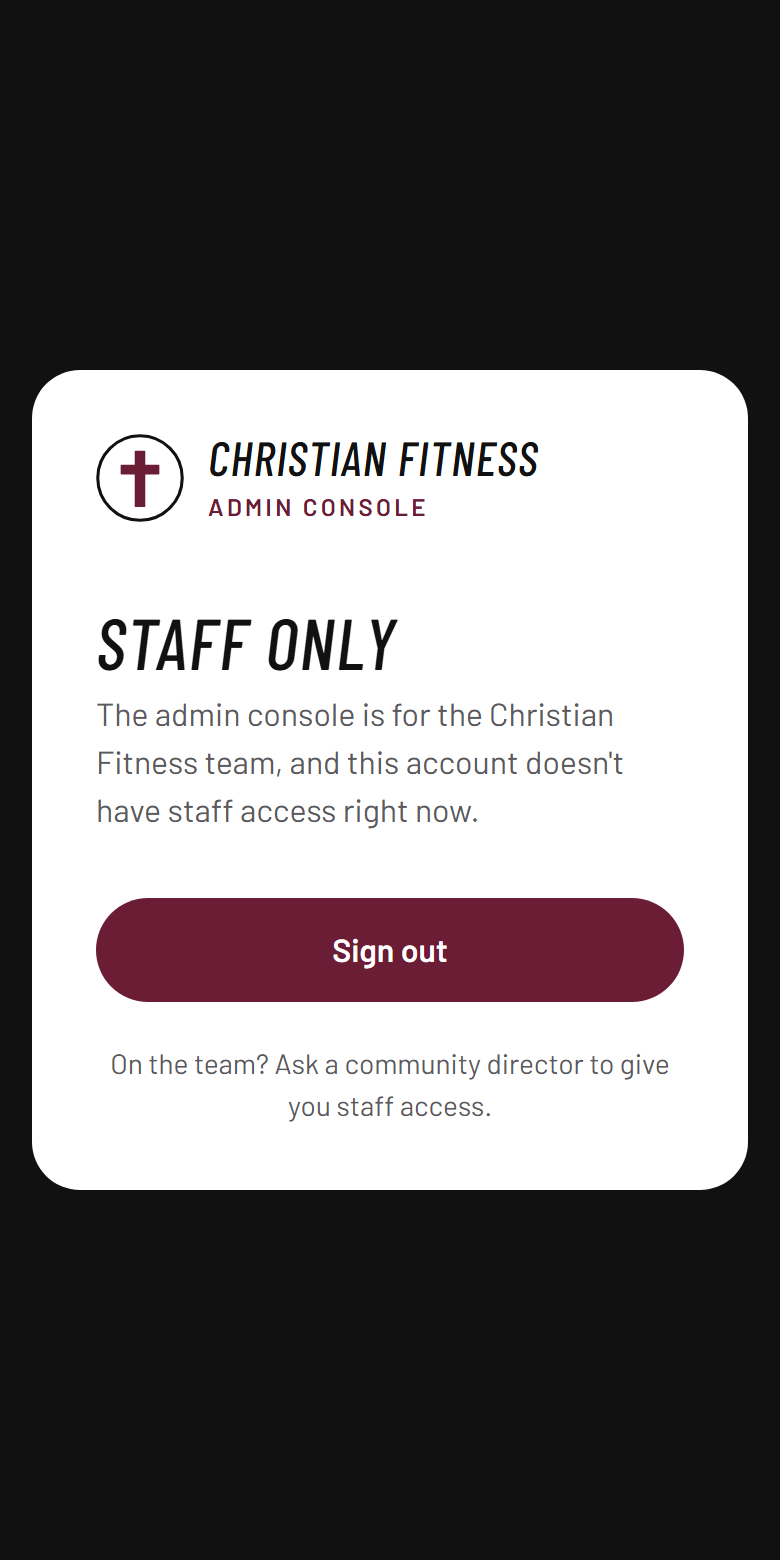 CHRISTIAN FITNESS
ADMIN CONSOLE
STAFF ONLY
The admin console is for the Christian
Fitness team, and this account doesn't
have staff access right now.
Sign out
On the team? Ask a community director to give
you staff access.